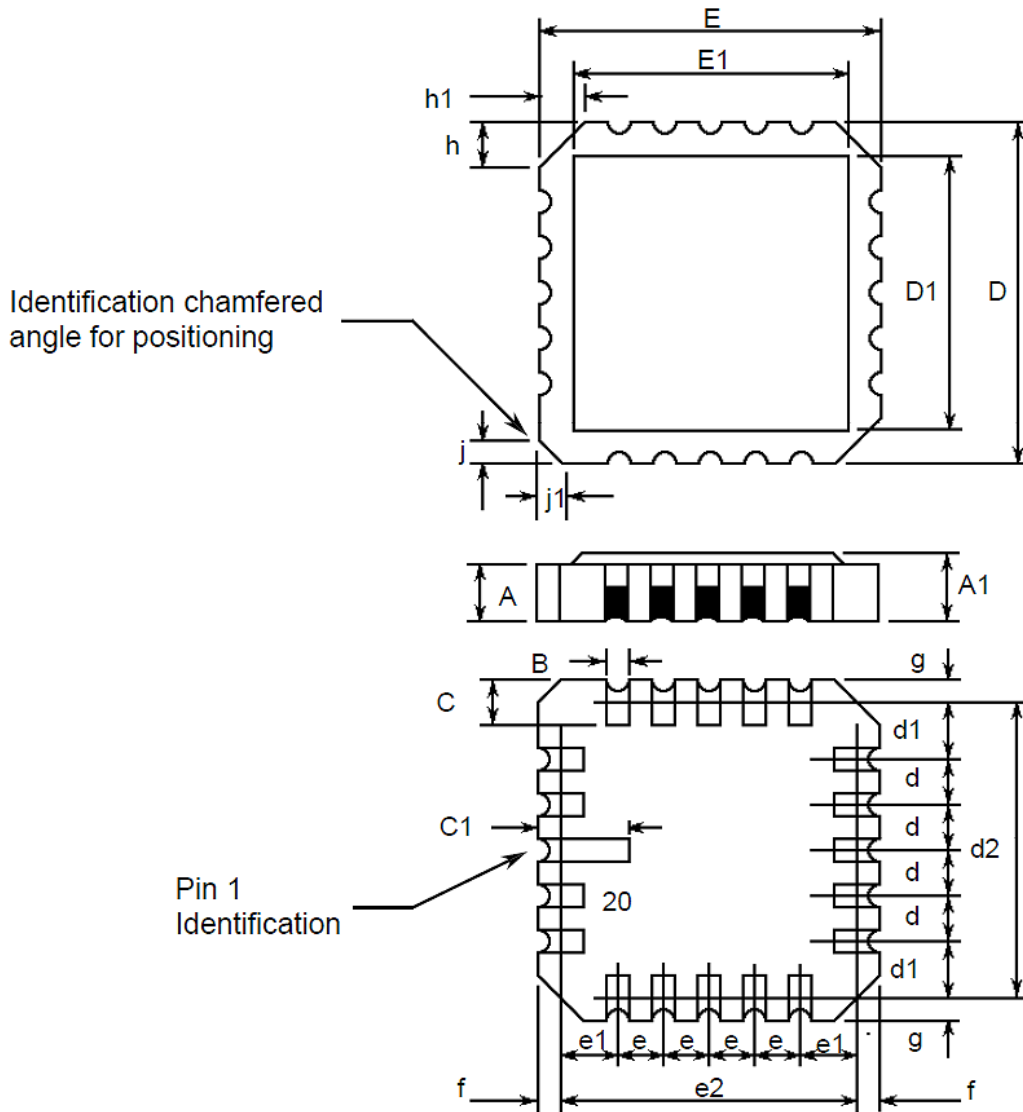 E
E1
h1
h
Identification chamfered
angle for positioning
D1
D
j
j1
A
A1
B
g
C
d1
d
C1
d
d2
Pin 1
Identification
d
20
d
d1
e1 e e e e e1
g
f
e2
f